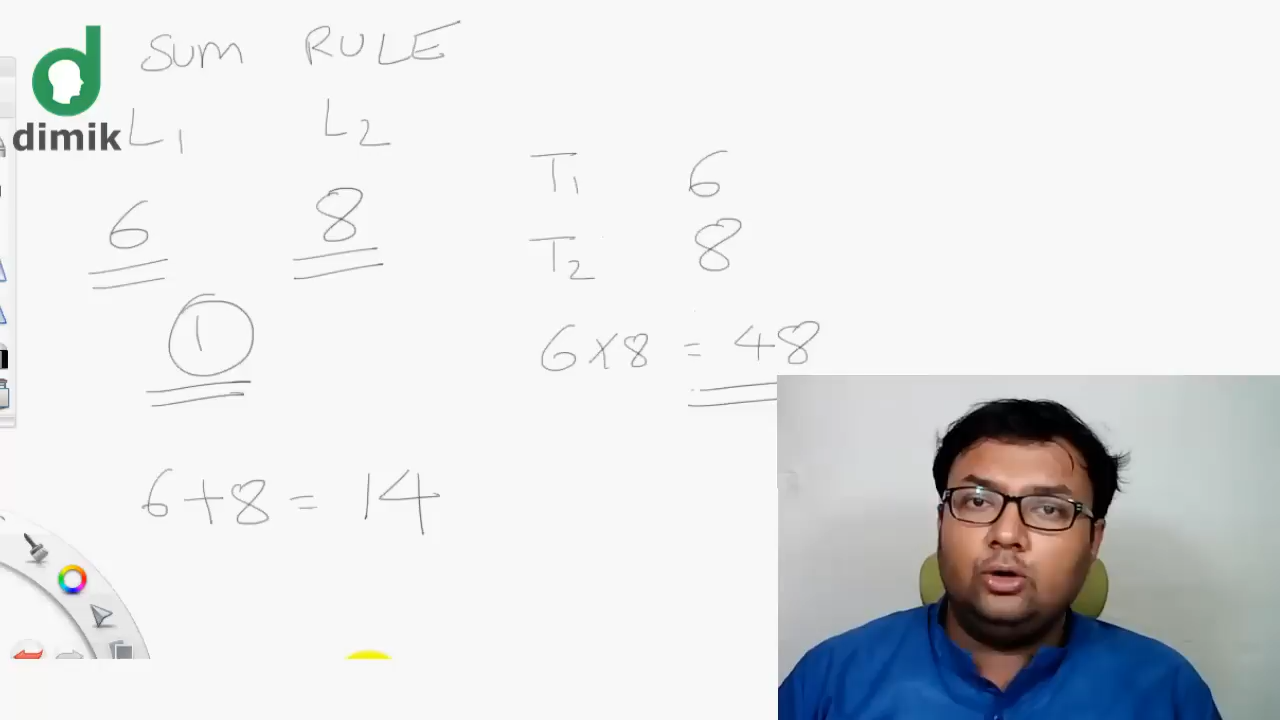 dimik
SUM RULE
L1 L2
6 8
1
6+8 = 14
T1 6
T2 8
6x8 = 48